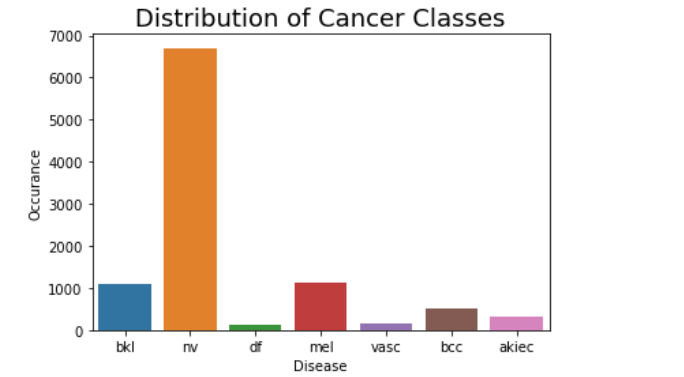 Distribution of Cancer Classes
7000
6000
5000
4000
3000
2000
1000
0
Occurance
bkl nv df mel vasc bcc akiec
Disease